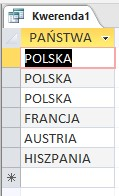 Kwerenda1
PAŃSTWA
POLSKA
POLSKA
POLSKA
FRANCJA
AUSTRIA
HISZPANIA